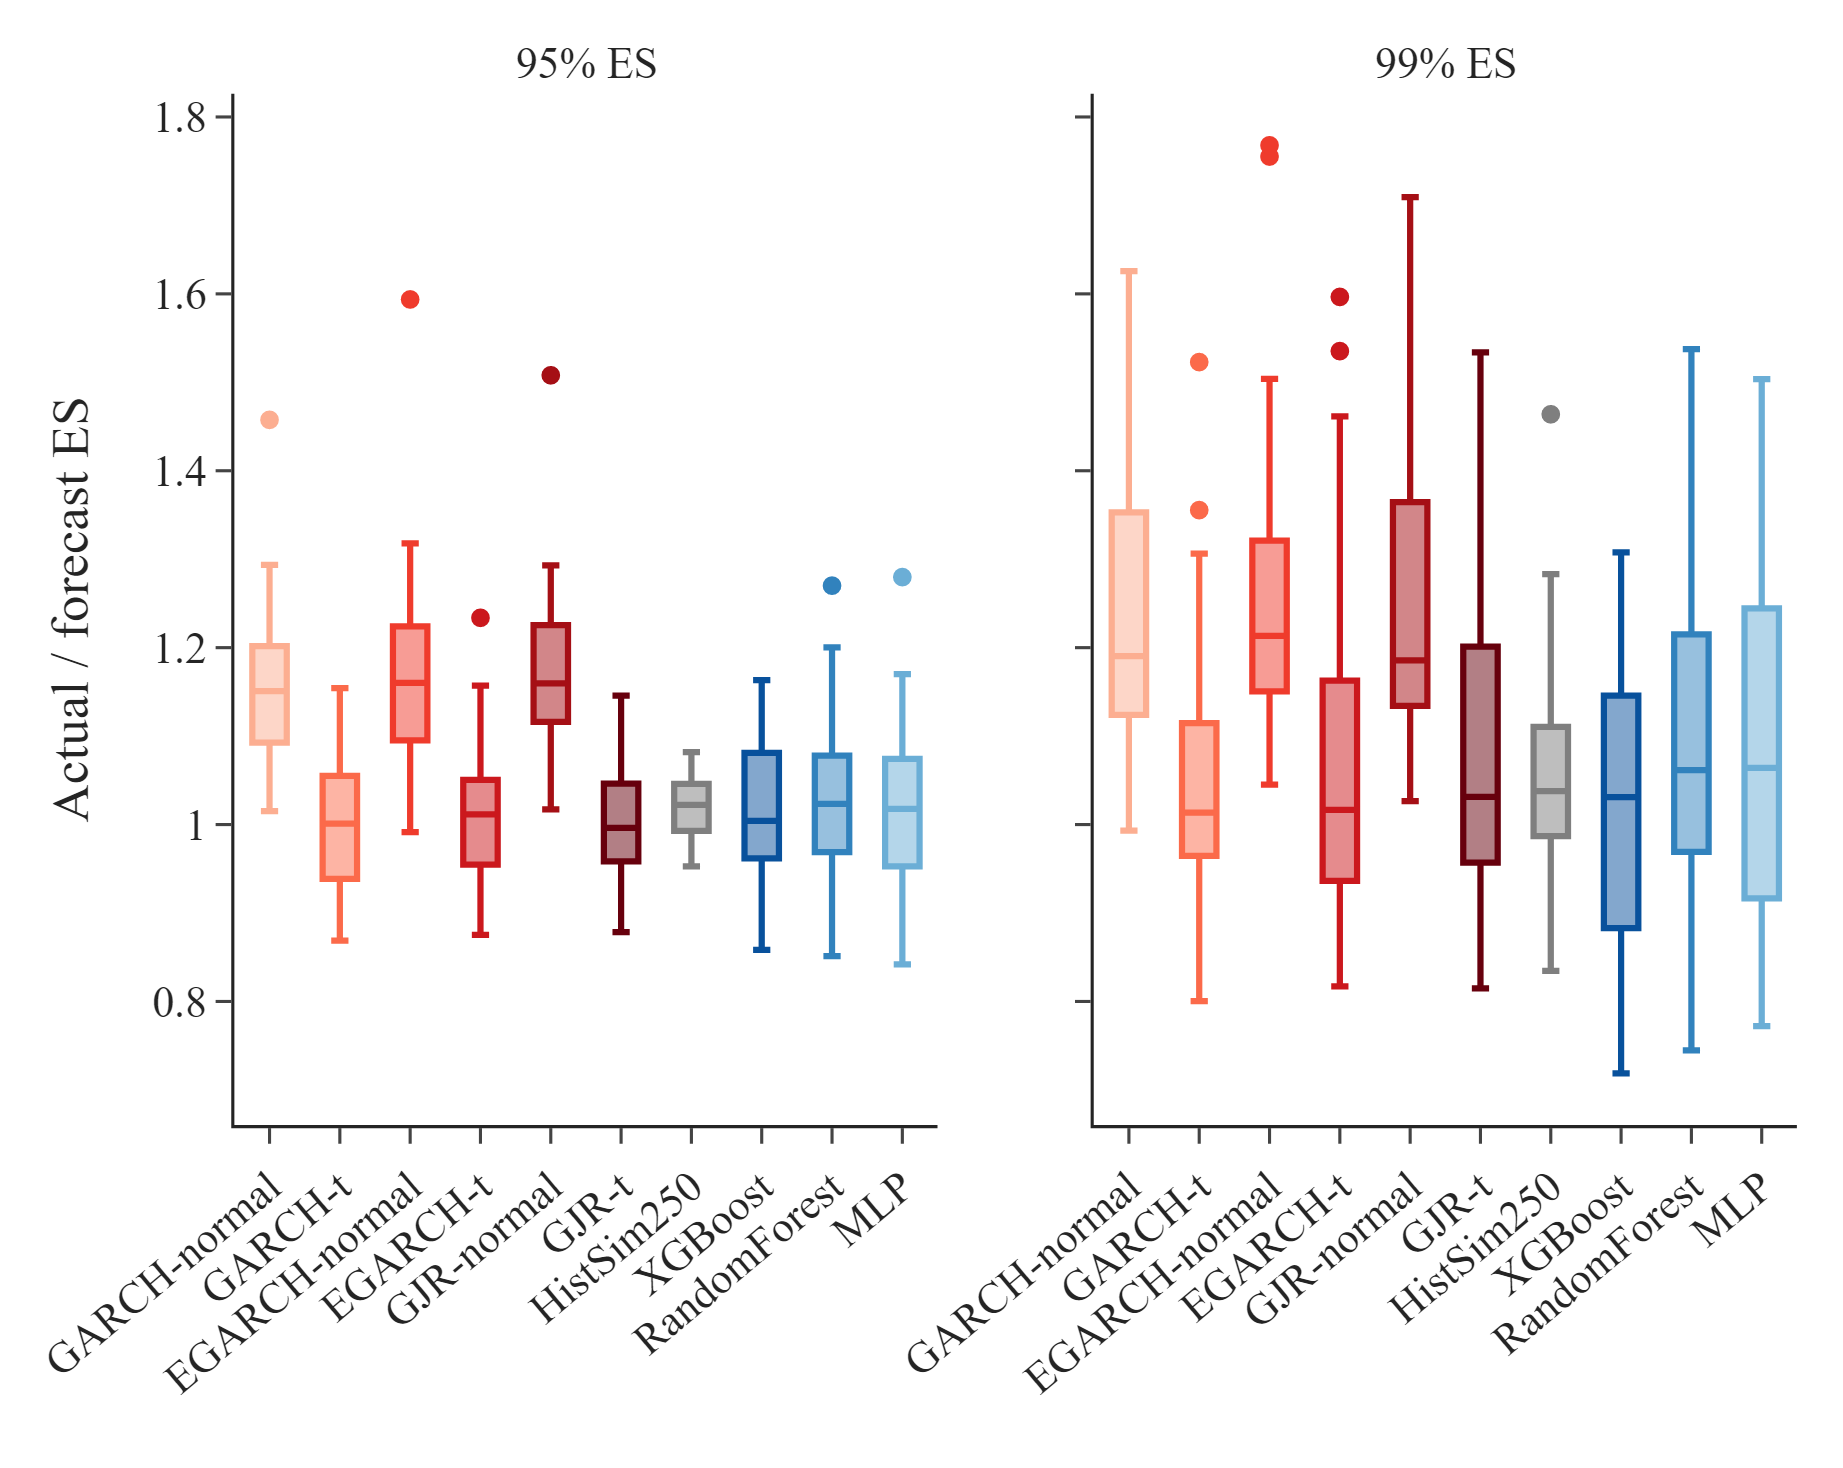 95% ES
99% ES
Actual / forecast ES
1.8
1.6
1.4
1.2
1
0.8
GARCH-normal
GARCH-t
EGARCH-normal
EGARCH-t
GJR-normal
GJR-t
HistSim250
XGBoost
RandomForest
MLP
GARCH-normal
GARCH-t
EGARCH-normal
EGARCH-t
GJR-normal
GJR-t
HistSim250
XGBoost
RandomForest
MLP